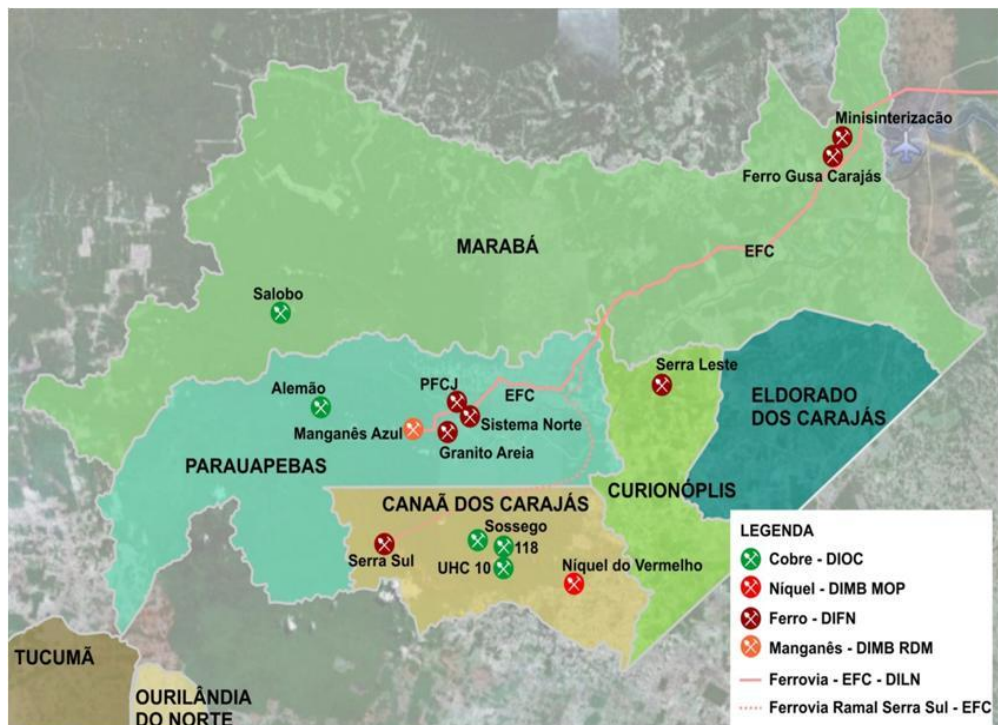 Minisinterizacão
Ferro Gusa Carajás
MARABÁ
EFC
Salobo
Serra Leste
Alemão
PFCJ
EFC
ELDORADO
DOS CARAJÁS
Manganês Azul
Sistema Norte
Granito Areia
PARAUAPEBAS
CURIONÓPLIS
CANAÃ DOS CARAJÁS
Sossego
118
Serra Sul
UHC 10
Níquel do Vermelho
LEGENDA
Cobre - DIOC
Níquel - DIMB MOP
Ferro - DIFN
Manganês - DIMB RDM
Ferrovia - EFC - DILN
Ferrovia Ramal Serra Sul - EFC
TUCUMÃ
OURILÂNDIA
DO NORTE